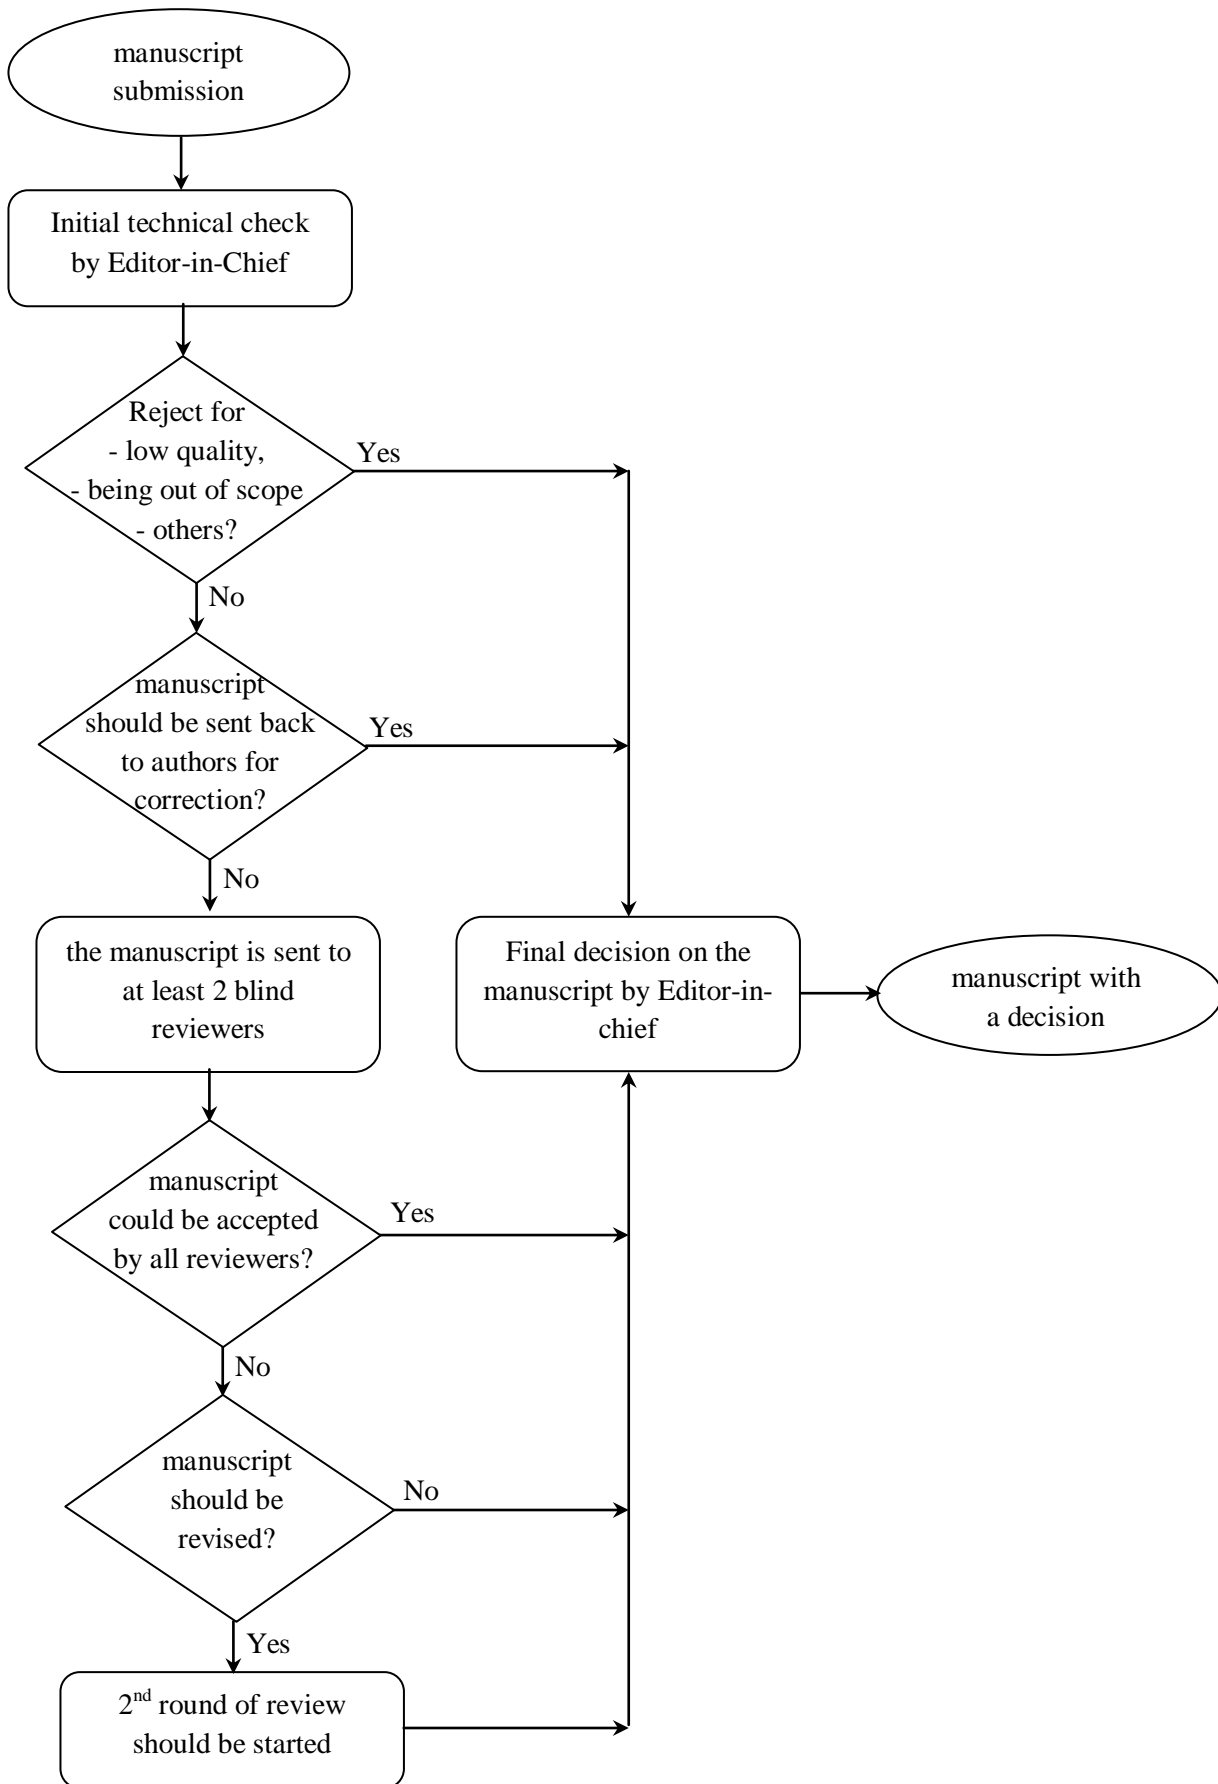 manuscript
submission
Initial technical check
by Editor-in-Chief
Reject for
- low quality,
- being out of scope
- others?
Yes
No
manuscript
should be sent back
to authors for
correction?
Yes
No
the manuscript is sent to
at least 2 blind
reviewers
Final decision on the
manuscript by Editor-in-
chief
manuscript with
a decision
manuscript
could be accepted
by all reviewers?
Yes
No
manuscript
should be
revised?
No
Yes
2nd round of review
should be started